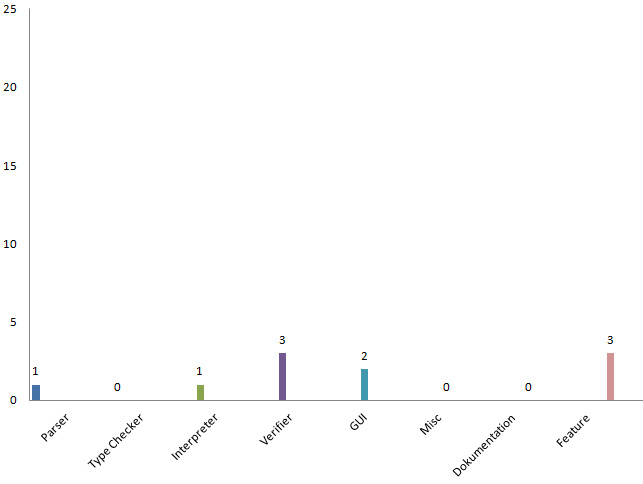 25
20
15
10
5
0
1
0
1
3
2
0
0
3
Parser
Type Checker
Interpreter
Verifier
GUI
Misc
Dokumentation
Feature